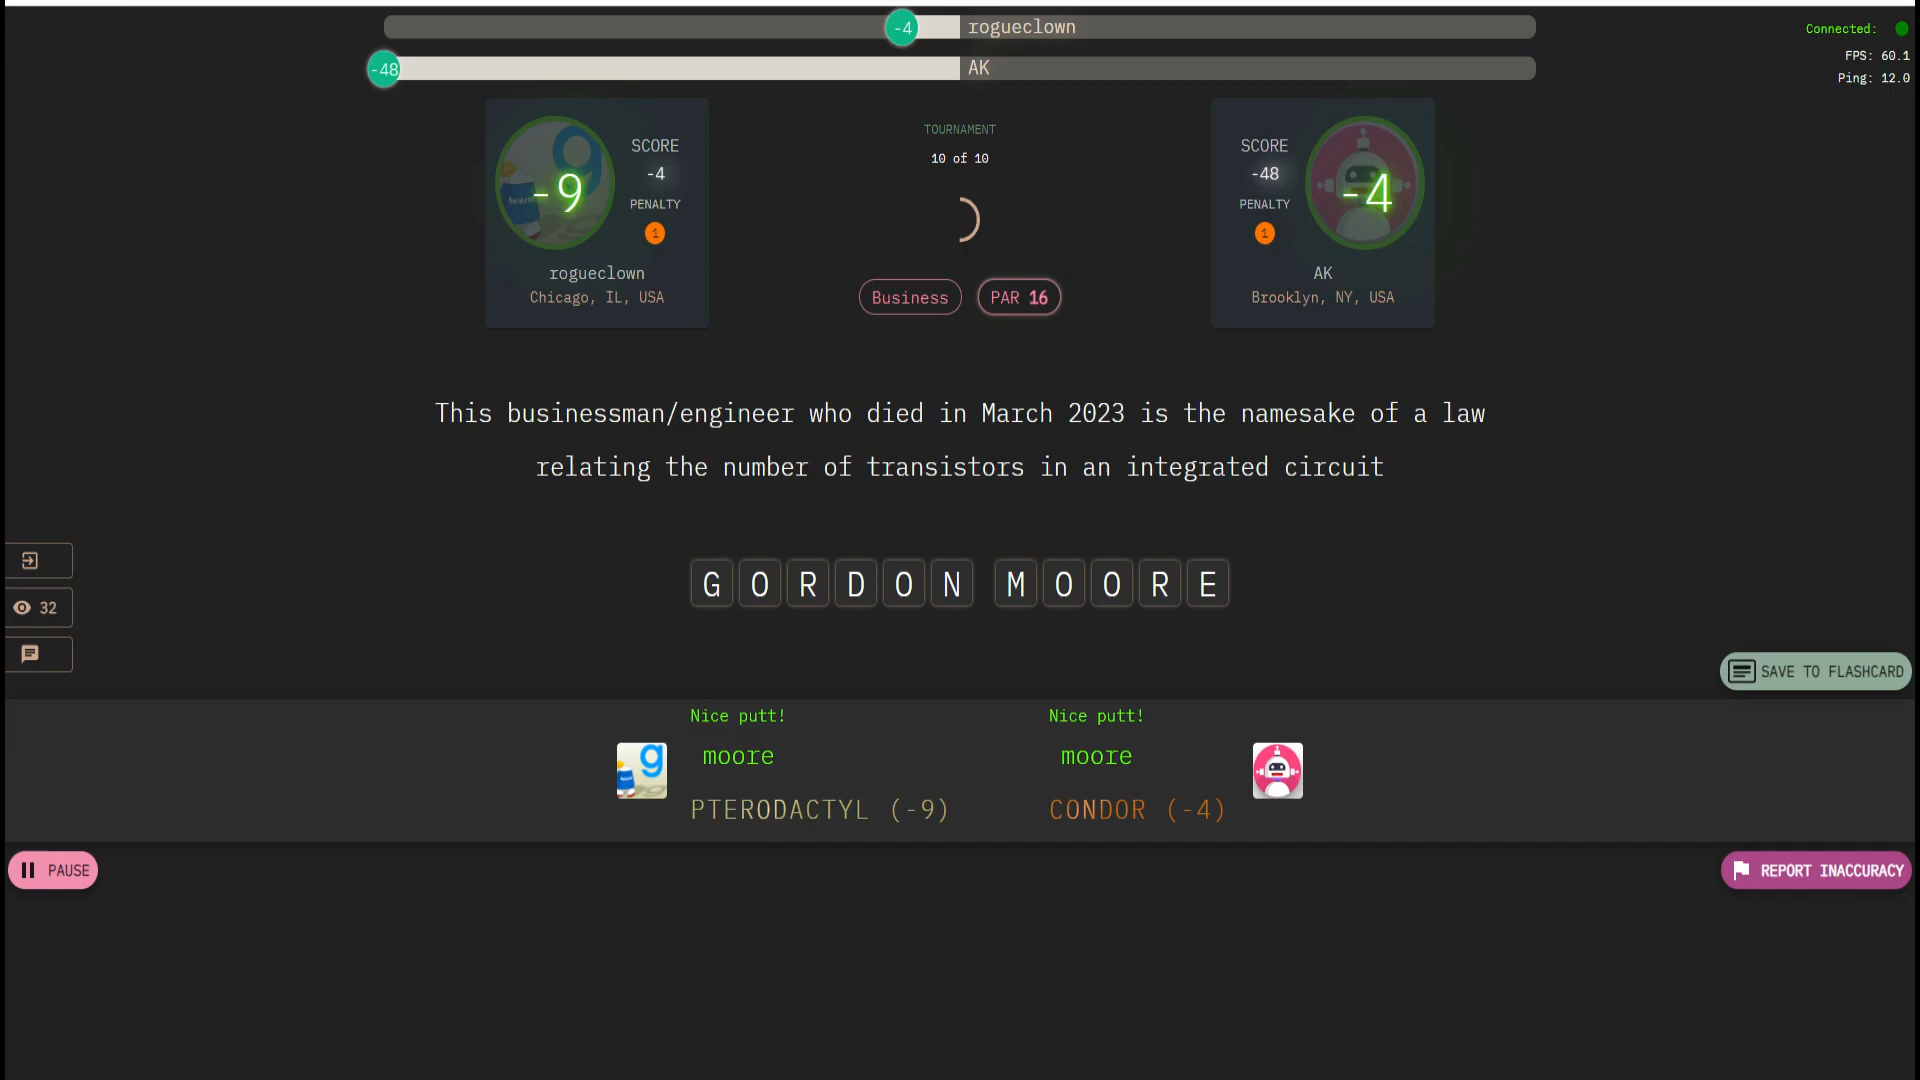 -4 rogueclown
-48 AK
Connected:
FPS: 60.1
Ping: 12.0
-9
SCORE
-4
PENALTY
1
rogueclown
Chicago, IL, USA
TOURNAMENT
10 of 10
Business
PAR 16
SCORE
-48
PENALTY
1
-4
AK
Brooklyn, NY, USA
This businessman/engineer who died in March 2023 is the namesake of a law
relating the number of transistors in an integrated circuit
GORDON MOORE
32
SAVE TO FLASHCARD
Nice putt!
moore
PTERODACTYL (-9)
Nice putt!
moore
CONDOR (-4)
PAUSE
REPORT INACCURACY